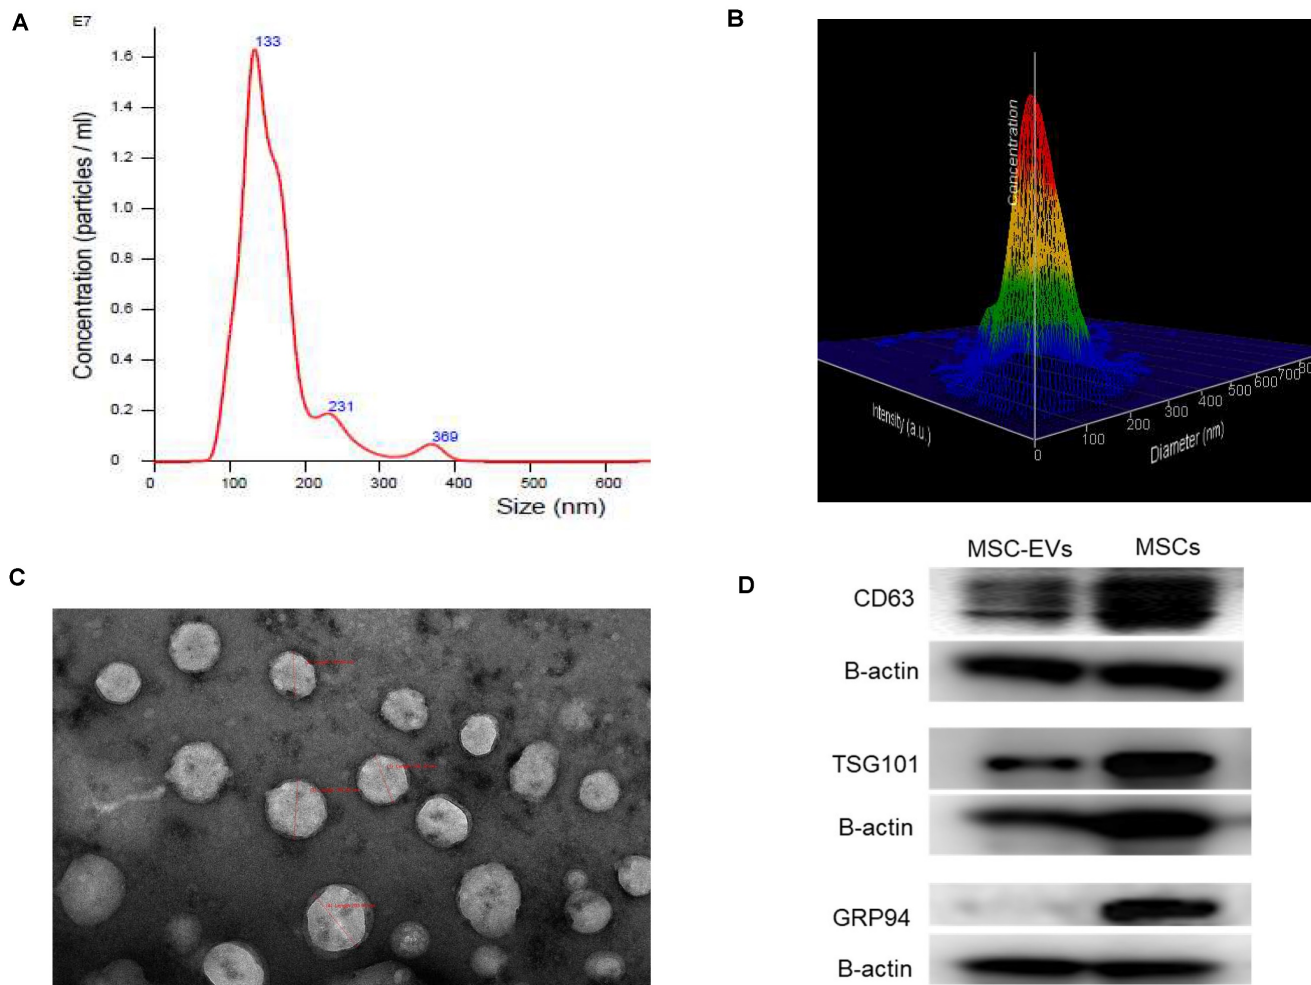 A
E7
133
1.6
1.4
1.2
1.0
0.8
0.6
0.4
0.2
0
231
369
0 100 200 300 400 500 600
Concentration (particles / ml)
Size (nm)
B
Concentration
Intensity (a.u.)
0 100 200 300 400 500 600 700 80
Diameter (nm)
C
D
MSC-EVs MSCs
CD63
B-actin
TSG101
B-actin
GRP94
B-actin